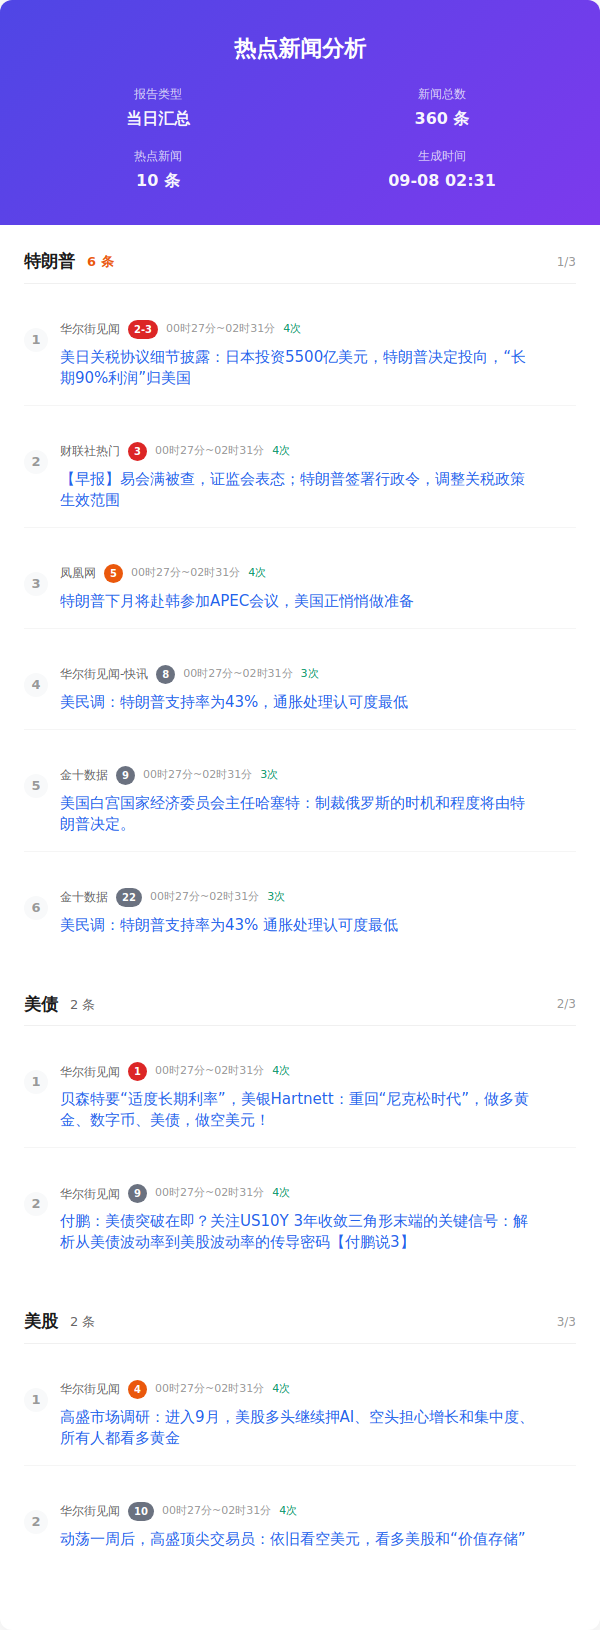 热点新闻分析
报告类型
新闻总数
当日汇总
360 条
热点新闻
生成时间
10 条
09-08 02:31
特朗普 6 条 1/3
1 华尔街见闻 2-3 00时27分~02时31分 4次
美日关税协议细节披露：日本投资5500亿美元，特朗普决定投向，“长
期90%利润”归美国
2 财联社热门 3 00时27分~02时31分 4次
【早报】易会满被查，证监会表态；特朗普签署行政令，调整关税政策
生效范围
3 凤凰网 5 00时27分~02时31分 4次
特朗普下月将赴韩参加APEC会议，美国正悄悄做准备
4 华尔街见闻-快讯 8 00时27分~02时31分 3次
美民调：特朗普支持率为43%，通胀处理认可度最低
5 金十数据 9 00时27分~02时31分 3次
美国白宫国家经济委员会主任哈塞特：制裁俄罗斯的时机和程度将由特
朗普决定。
6 金十数据 22 00时27分~02时31分 3次
美民调：特朗普支持率为43% 通胀处理认可度最低
美债 2 条 2/3
1 华尔街见闻 1 00时27分~02时31分 4次
贝森特要“适度长期利率”，美银Hartnett：重回“尼克松时代”，做多黄
金、数字币、美债，做空美元！
2 华尔街见闻 9 00时27分~02时31分 4次
付鹏：美债突破在即？关注US10Y 3年收敛三角形末端的关键信号：解
析从美债波动率到美股波动率的传导密码【付鹏说3】
美股 2 条 3/3
1 华尔街见闻 4 00时27分~02时31分 4次
高盛市场调研：进入9月，美股多头继续押AI、空头担心增长和集中度、
所有人都看多黄金
2 华尔街见闻 10 00时27分~02时31分 4次
动荡一周后，高盛顶尖交易员：依旧看空美元，看多美股和“价值存储”